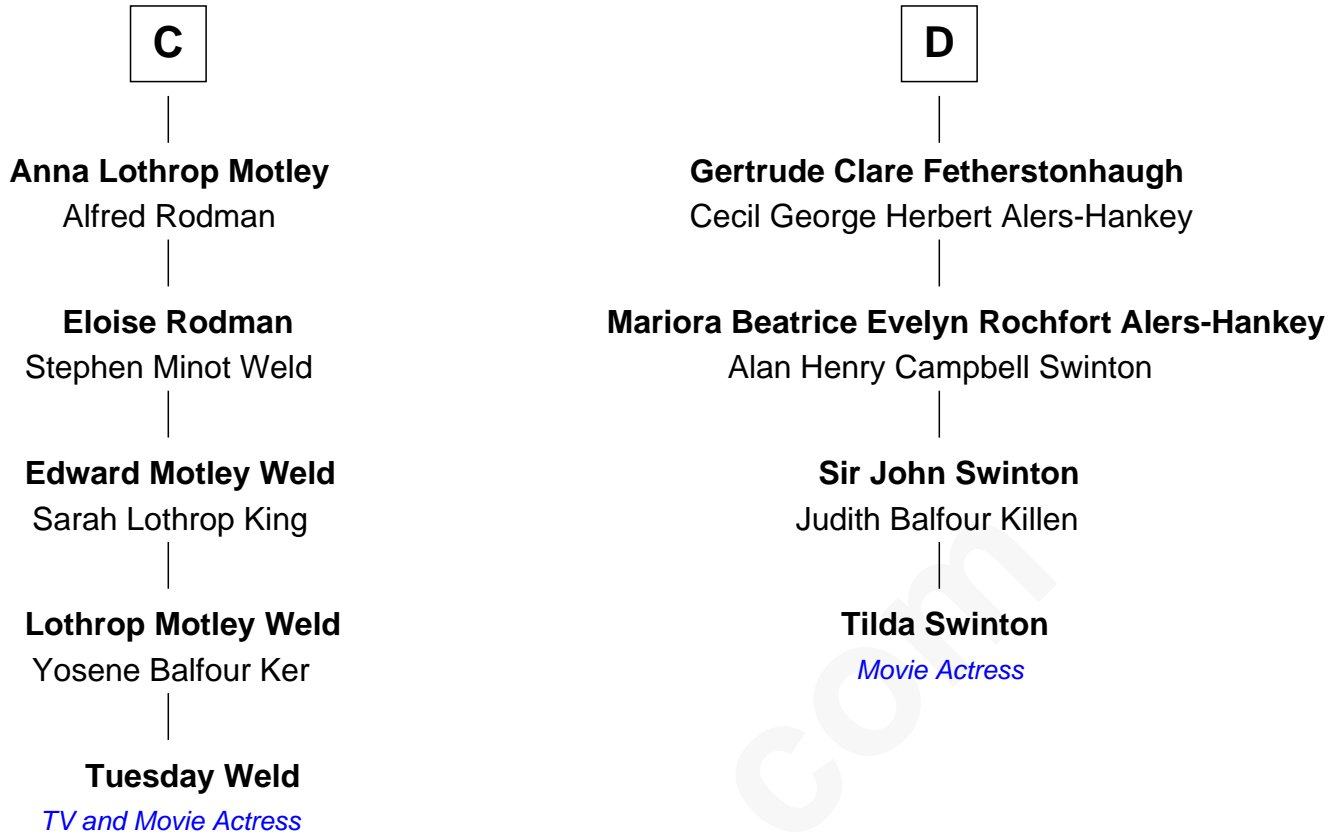 C
Anna Lothrop Motley
Alfred Rodman
Eloise Rodman
Stephen Minot Weld
Edward Motley Weld
Sarah Lothrop King
Lothrop Motley Weld
Yosene Balfour Ker
Tuesday Weld
TV and Movie Actress
D
Gertrude Clare Fetherstonhaugh
Cecil George Herbert Alers-Hankey
Mariora Beatrice Evelyn Rochfort Alers-Hankey
Alan Henry Campbell Swinton
Sir John Swinton
Judith Balfour Killen
Tilda Swinton
Movie Actress
com